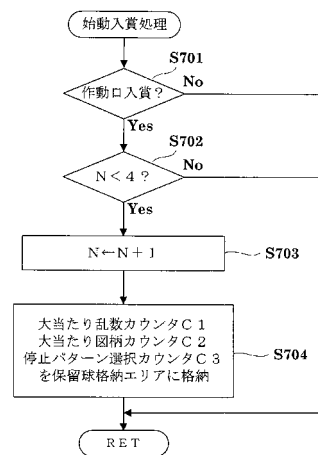 始動入賞処理
S701
作動口入賞?
No
Yes
S702
N<4?
No
Yes
N←N+1
S703
大当たり乱数カウンタC1
大当たり図柄カウンタC2
停止パターン選択カウンタC3
を保留球格納エリアに格納
S704
RET